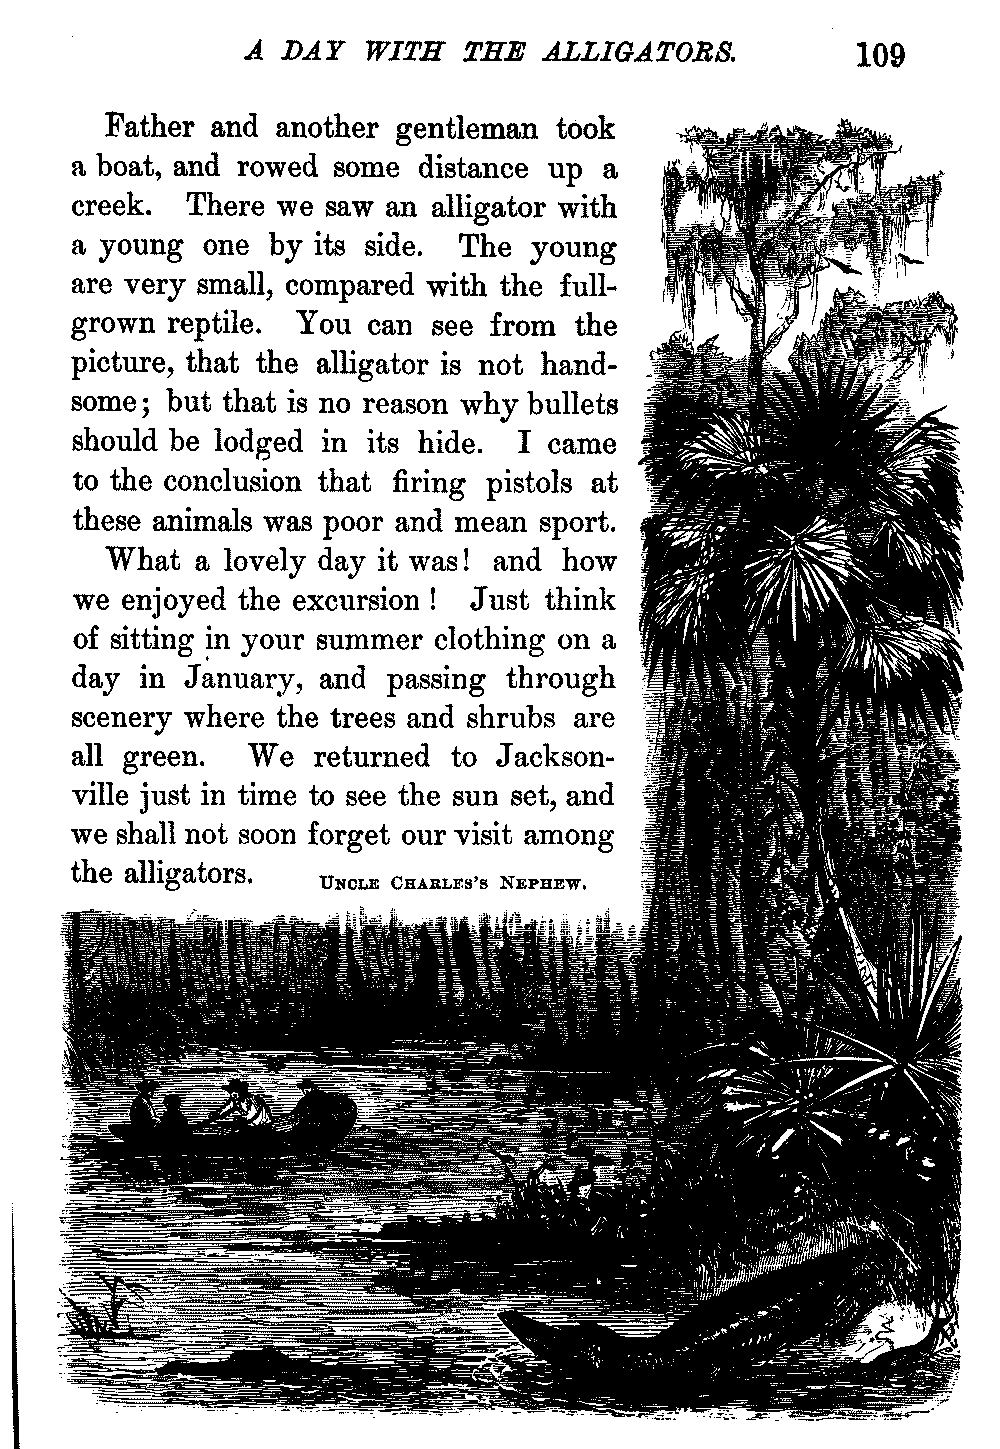 A DAY WITH THE ALLIGATORS. 109
Father and another gentleman took
a boat, and rowed some distance up a
creek. There we saw an alligator with
a young one by its side. The young
are very small, compared with the full-
grown reptile. You can see from the
picture, that the alligator is not hand-
some; but that is no reason why bullets
should be lodged in its hide. I came
to the conclusion that firing pistols at
these animals was poor and mean sport.
What a lovely day it was! and how
we enjoyed the excursion! Just think
of sitting in your summer clothing on a
day in January, and passing through
scenery where the trees and shrubs are
all green. We returned to Jackson-
ville just in time to see the sun set, and
we shall not soon forget our visit among
the alligators. UNCLE CHARLES'S NEPHEW.